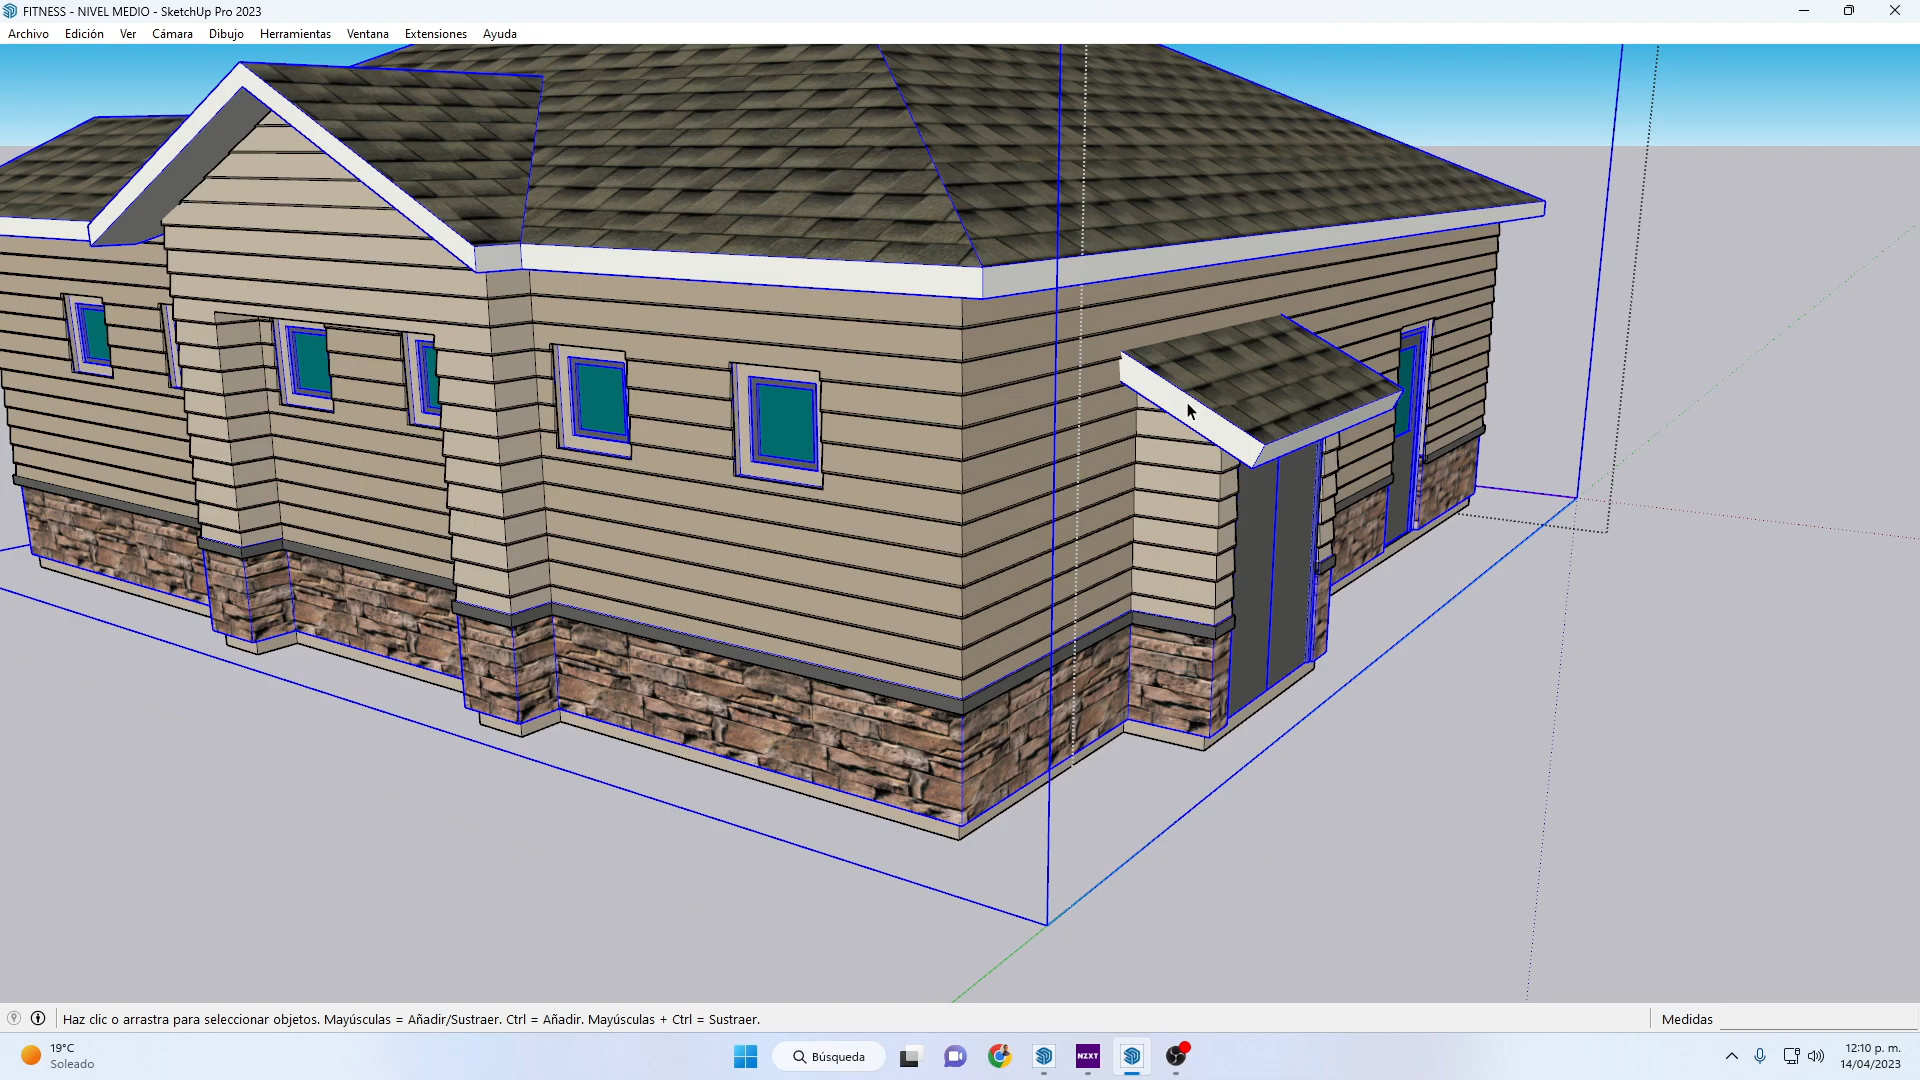 FITNESS - NIVEL MEDIO - SketchUp Pro 2023
Archivo Edición Ver Cámara Dibujo Herramientas Ventana Extensiones Ayuda
Haz clic o arrastra para seleccionar objetos. Mayúsculas = Añadir/Sustraer. Ctrl = Añadir. Mayúsculas + Ctrl = Sustraer.
Medidas
19°C
Soleado
Búsqueda
NZXT
12:10 p. m.
14/04/2023